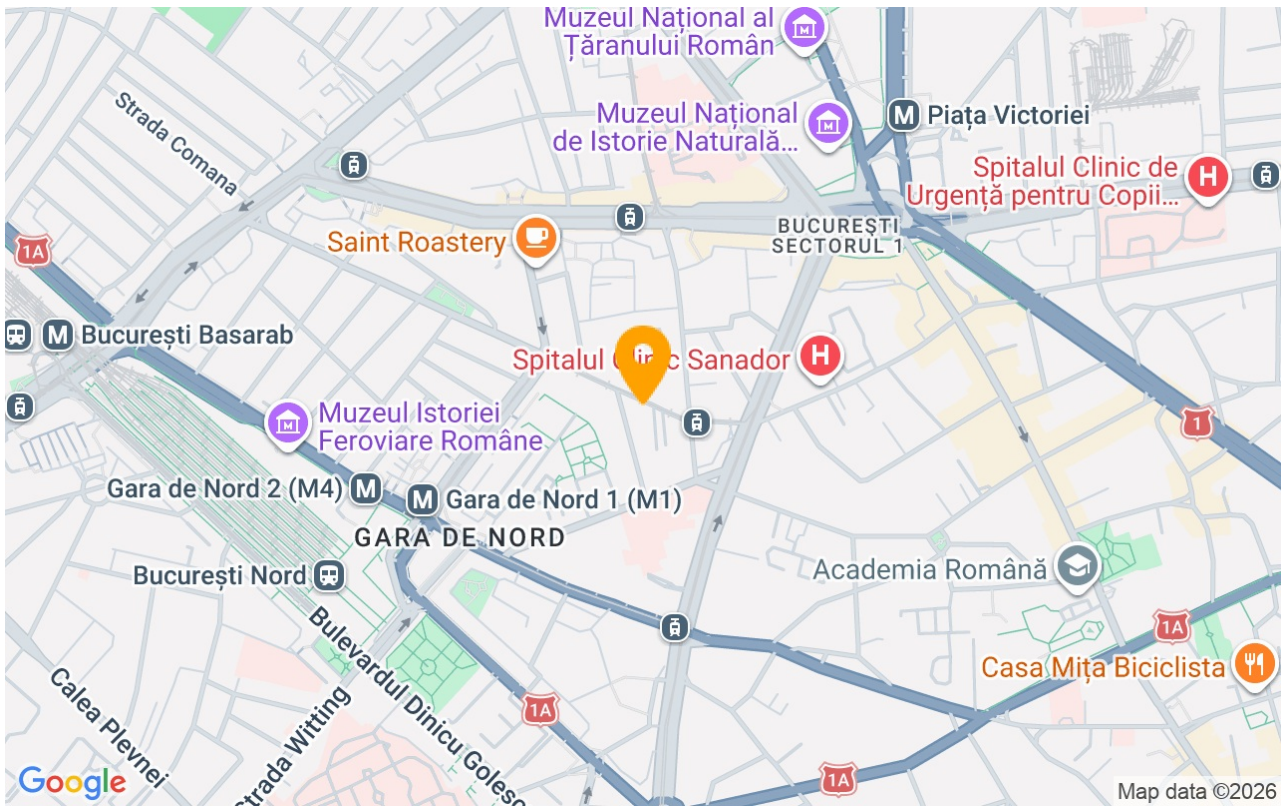 Muzeul Național al
Țăranului Român
Strada Comana
Muzeul Național
de Istorie Naturală...
M Piața Victoriei
Spitalul Clinic de
Urgență pentru Copii...
H
Saint Roastery
BUCUREȘTI
SECTORUL 1
1A
M București Basarab
Spitalul Clinic Sanador
H
Muzeul Istoriei
Feroviare Române
1
Gara de Nord 2 (M4) M
M Gara de Nord 1 (M1)
GARA DE NORD
București Nord
Academia Română
1A
Casa Mița Biciclista
Bulevardul Dinicu Golesc
Calea Plevnei
Strada Witting
1A
1A
Google
Map data ©2026